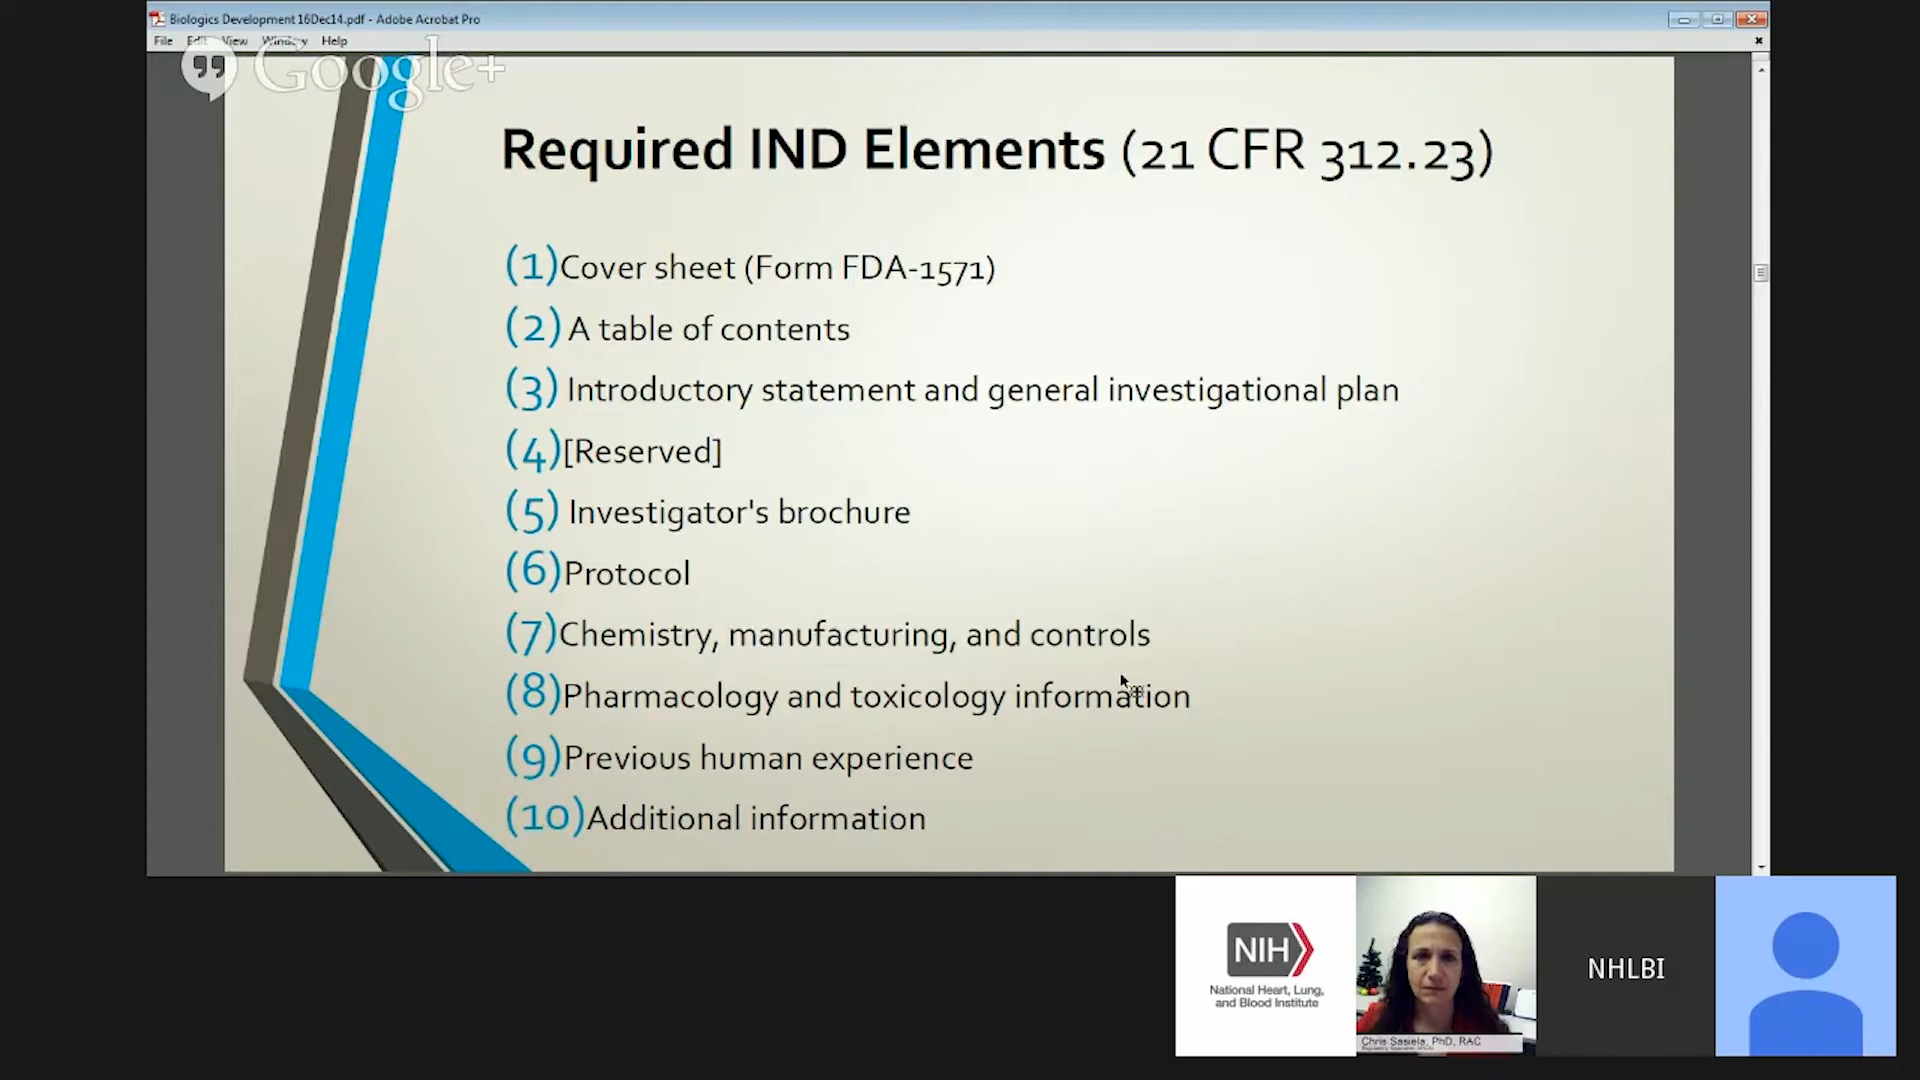 Biologics Development 16Dec14.pdf - Adobe Acrobat Pro
File Edit View Window Help
Google+
Required IND Elements (21 CFR 312.23)
(1)Cover sheet (Form FDA-1571)
(2) A table of contents
(3) Introductory statement and general investigational plan
(4)[Reserved]
(5) Investigator's brochure
(6)Protocol
(7)Chemistry, manufacturing, and controls
(8)Pharmacology and toxicology information
(9)Previous human experience
(10)Additional information
NIH
National Heart, Lung,
and Blood Institute
Chris Sasiela, PhD, RAC
NHLBI